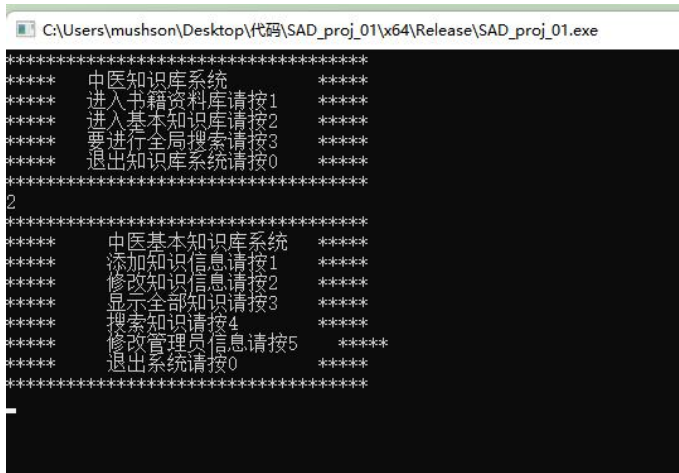 C:\Users\mushson\Desktop\代码\SAD_proj_01\x64\Release\SAD_proj_01.exe
************************************
*****   中医知识库系统         *****
*****   进入书籍资料库请按1    *****
*****   进入基本知识库请按2    *****
*****   要进行全局搜索请按3    *****
*****   退出知识库系统请按0    *****
************************************
2
************************************
*****     中医基本知识库系统   *****
*****     添加知识信息请按1    *****
*****     修改知识信息请按2    *****
*****     显示全部知识请按3    *****
*****     搜索知识请按4        *****
*****     修改管理员信息请按5    *****
*****     退出系统请按0        *****
************************************